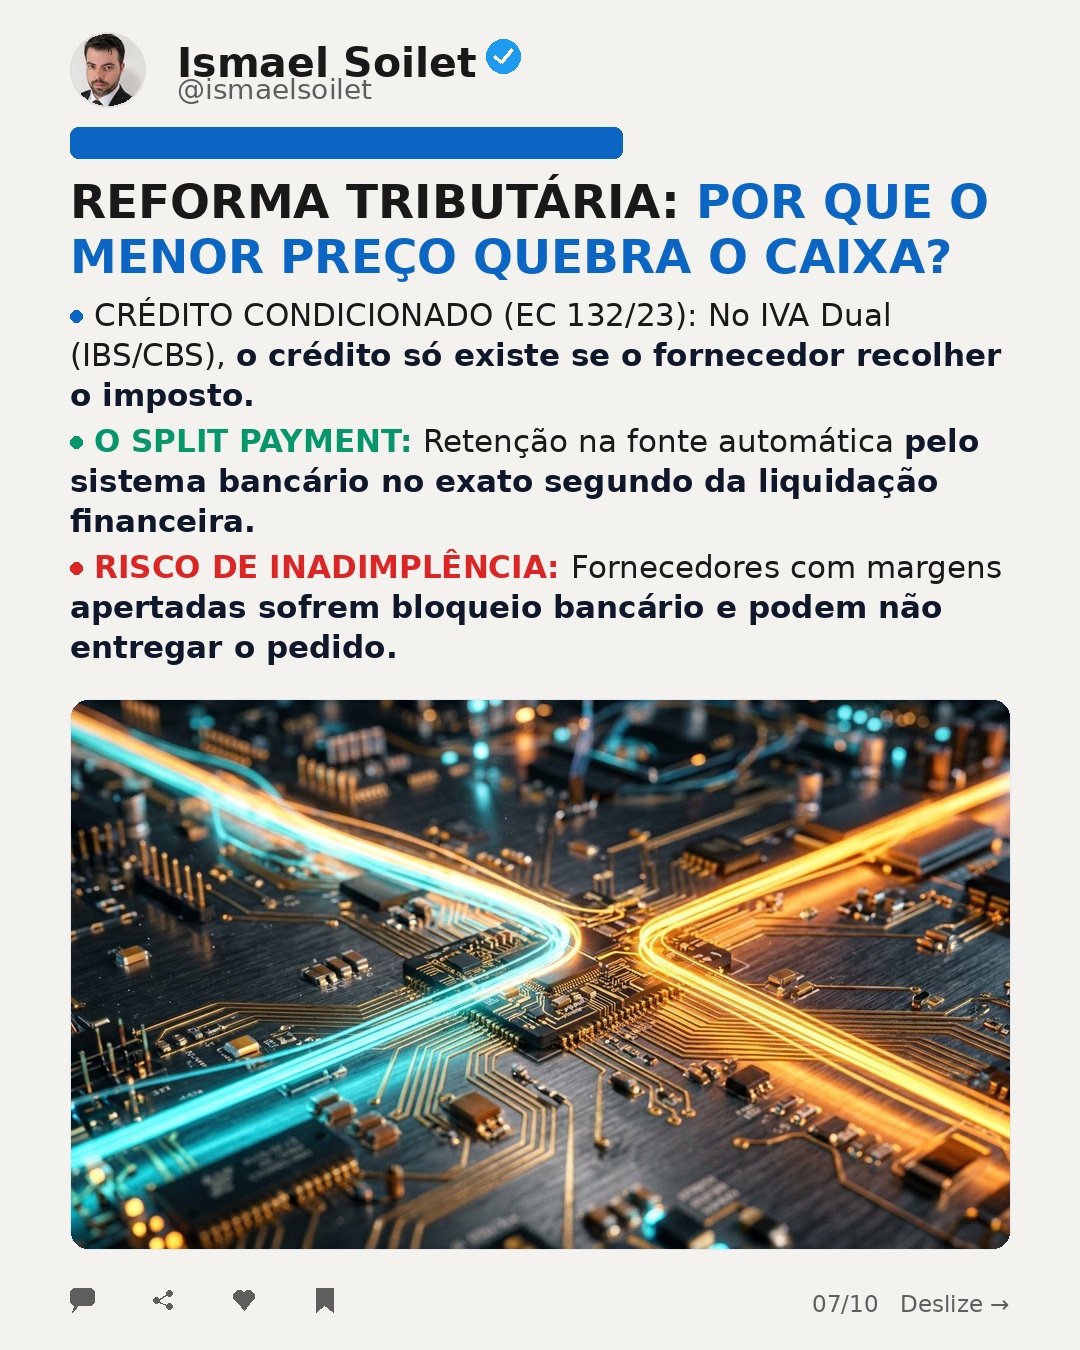 Ismael Soilet
@ismaelsoilet
REFORMA TRIBUTÁRIA: POR QUE O
MENOR PREÇO QUEBRA O CAIXA?
• CRÉDITO CONDICIONADO (EC 132/23): No IVA Dual
(IBS/CBS), o crédito só existe se o fornecedor recolher
o imposto.
• O SPLIT PAYMENT: Retenção na fonte automática pelo
sistema bancário no exato segundo da liquidação
financeira.
• RISCO DE INADIMPLÊNCIA: Fornecedores com margens
apertadas sofrem bloqueio bancário e podem não
entregar o pedido.
07/10 Deslize →